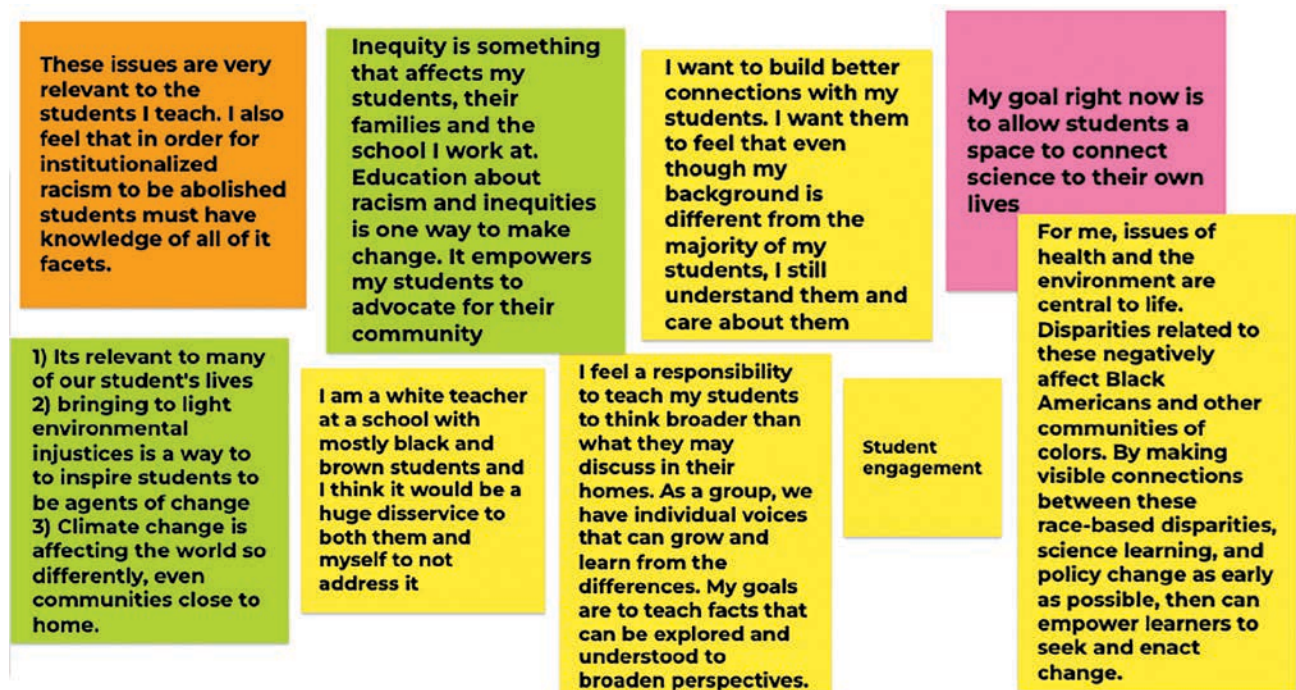 These issues are very
relevant to the
students I teach. I also
feel that in order for
institutionalized
racism to be abolished
students must have
knowledge of all of it
facets.
Inequity is something
that affects my
students, their
families and the
school I work at.
Education about
racism and inequities
is one way to make
change. It empowers
my students to
advocate for their
community
I want to build better
connections with my
students. I want them
to feel that even
though my
background is
different from the
majority of my
students, I still
understand them and
care about them
My goal right now is
to allow students a
space to connect
science to their own
lives
1) Its relevant to many
of our student's lives
2) bringing to light
environmental
injustices is a way to
to inspire students to
be agents of change
3) Climate change is
affecting the world so
differently, even
communities close to
home.
I am a white teacher
at a school with
mostly black and
brown students and
I think it would be a
huge disservice to
both them and
myself to not
address it
I feel a responsibility
to teach my students
to think broader than
what they may
discuss in their
homes. As a group, we
have individual voices
that can grow and
learn from the
differences. My goals
are to teach facts that
can be explored and
understood to
broaden perspectives.
Student
engagement
For me, issues of
health and the
environment are
central to life.
Disparities related to
these negatively
affect Black
Americans and other
communities of
colors. By making
visible connections
between these
race-based disparities,
science learning, and
policy change as early
as possible, then can
empower learners to
seek and enact
change.